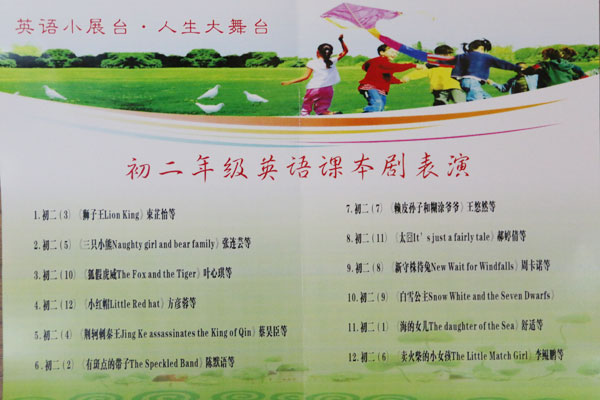 英语小展台·人生大舞台
初二年级英语课本剧表演
1.初二(3)《狮子王Lion King》束芷怡等
2.初二(5)《三只小熊Naughty girl and bear family》张连芸等
3.初二(10)《狐假虎威The Fox and the Tiger》叶心琪等
4.初二(12)《小红帽Little Red hat》方彦蓉等
5.初二(4)《荆轲刺秦王Jing Ke assassinates the King of Qin》蔡昊臣等
6.初二(2)《有斑点的带子The Speckled Band》陈默语等
7.初二(7)《赖皮孙子和糊涂爷爷》王悠然等
8.初二(11)《太囧It's just a fairly tale》郝婷倩等
9.初二(8)《新守株待兔New Wait for Windfalls》周卡诺等
10.初二(9)《白雪公主Snow White and the Seven Dwarfs》
11.初二(1)《海的女儿The daughter of the Sea》舒适等
12.初二(6)《卖火柴的小女孩The Little Match Girl》李鲲鹏等